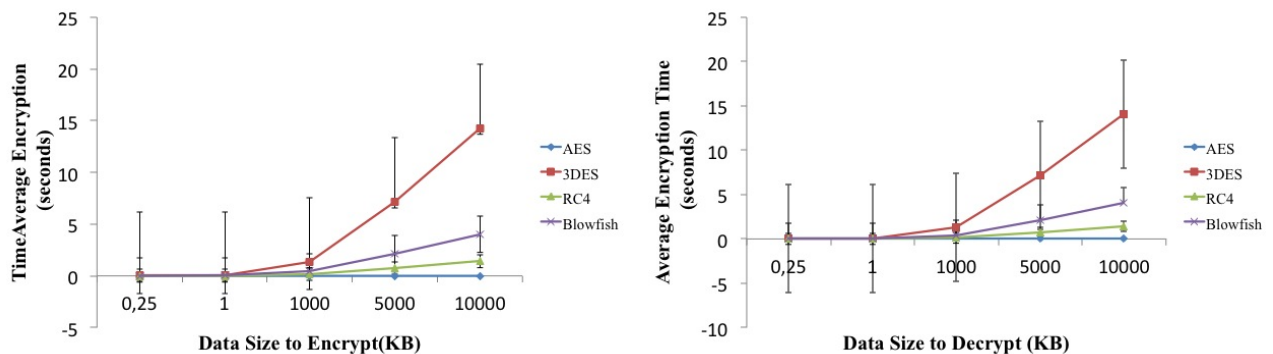 25
20
15
10
5
0
-5
TimeAverage Encryption
(seconds)
0,25 1 1000 5000 10000
Data Size to Encrypt(KB)
AES
3DES
RC4
Blowfish
25
20
15
10
5
0
-5
-10
Average Encryption Time
(seconds)
0,25 1 1000 5000 10000
Data Size to Decrypt (KB)
AES
3DES
RC4
Blowfish